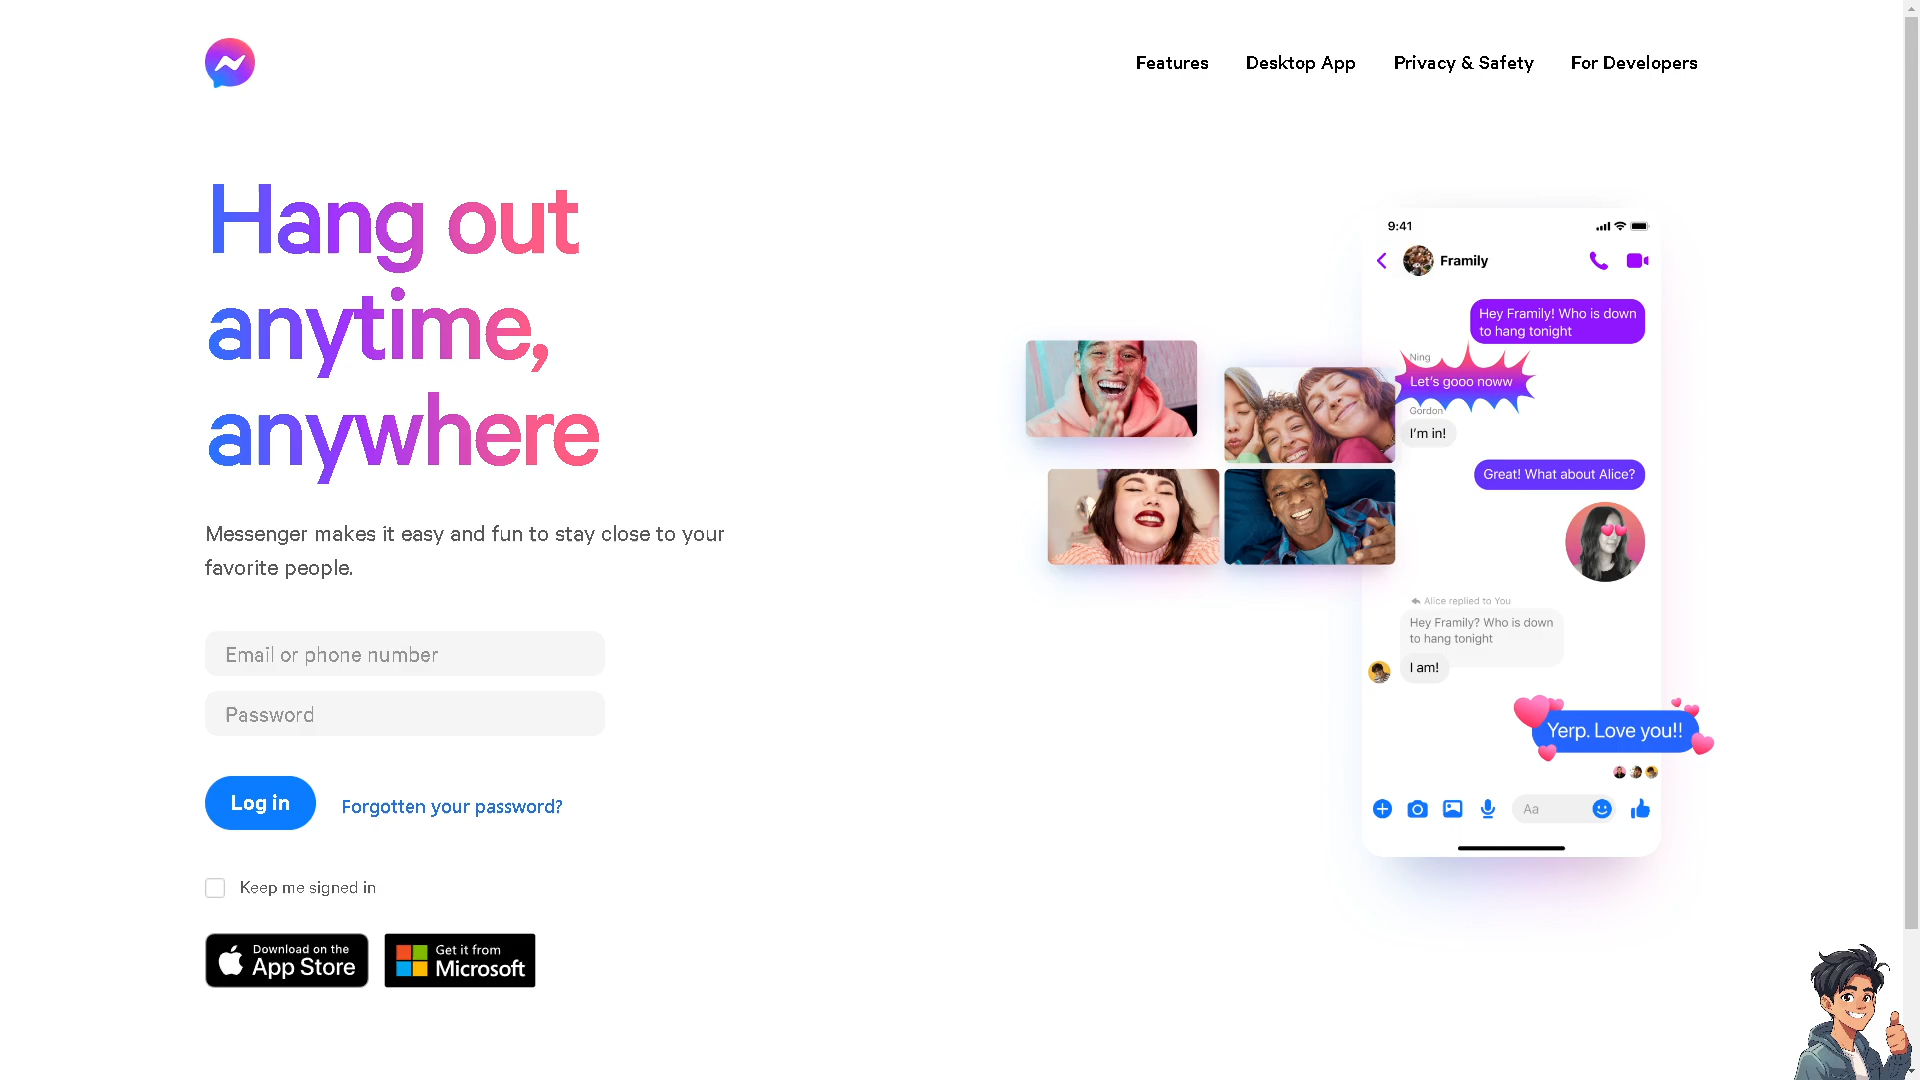 Features
Desktop App
Privacy & Safety
For Developers
Hang out
anytime,
anywhere
Messenger makes it easy and fun to stay close to your
favorite people.
Email or phone number
Password
Log in
Forgotten your password?
Keep me signed in
Download on the
App Store
Get it from
Microsoft
9:41
Framily
Hey Framily! Who is down
to hang tonight
Ning
Let's gooo noww
Gordon
I'm in!
Great! What about Alice?
Alice replied to You
Hey Framily? Who is down
to hang tonight
I am!
Yerp. Love you!!
Aa